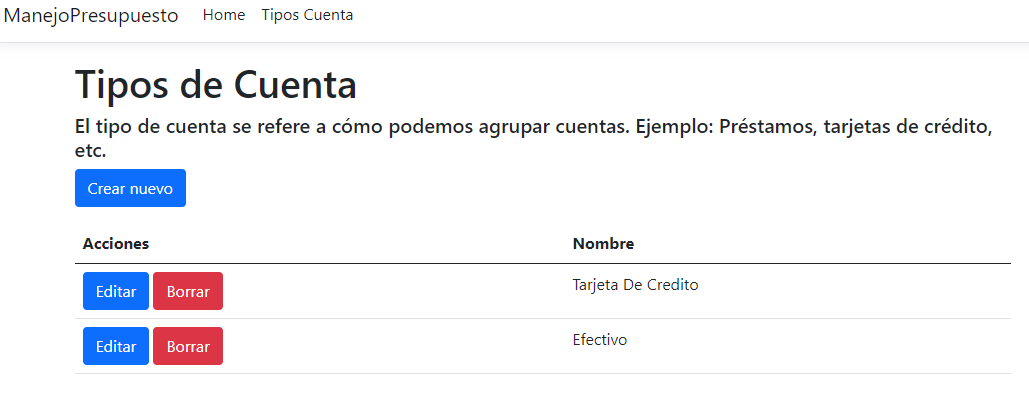 ManejoPresupuesto Home Tipos Cuenta
Tipos de Cuenta
El tipo de cuenta se refere a cómo podemos agrupar cuentas. Ejemplo: Préstamos, tarjetas de crédito,
etc.
Crear nuevo
Acciones Nombre
Editar Borrar Tarjeta De Credito
Editar Borrar Efectivo